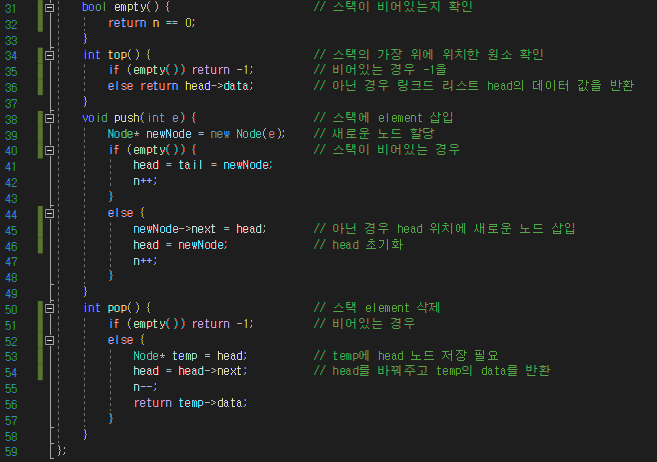 31 bool empty() { // 스택이 비어있는지 확인
32 return n == 0;
33 }
34 int top() { // 스택의 가장 위에 위치한 원소 확인
35 if (empty()) return -1; // 비어있는 경우 -1을
36 else return head->data; // 아닌 경우 링크드 리스트 head의 데이터 값을 반환
37 }
38 void push(int e) { // 스택에 element 삽입
39 Node* newNode = new Node(e); // 새로운 노드 할당
40 if (empty()) { // 스택이 비어있는 경우
41 head = tail = newNode;
42 n++;
43 }
44 else {
45 newNode->next = head; // 아닌 경우 head 위치에 새로운 노드 삽입
46 head = newNode; // head 초기화
47 n++;
48 }
49 }
50 int pop() { // 스택 element 삭제
51 if (empty()) return -1; // 비어있는 경우
52 else {
53 Node* temp = head; // temp에 head 노드 저장 필요
54 head = head->next; // head를 바꿔주고 temp의 data를 반환
55 n--;
56 return temp->data;
57 }
58 }
59 };